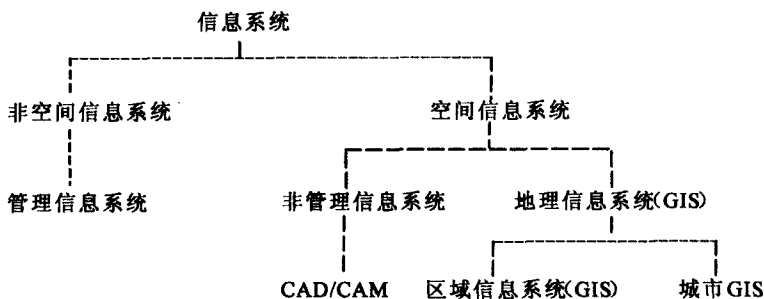 信息系统
非空间信息系统 空间信息系统
管理信息系统 非管理信息系统 地理信息系统(GIS)
CAD/CAM 区域信息系统(GIS) 城市GIS